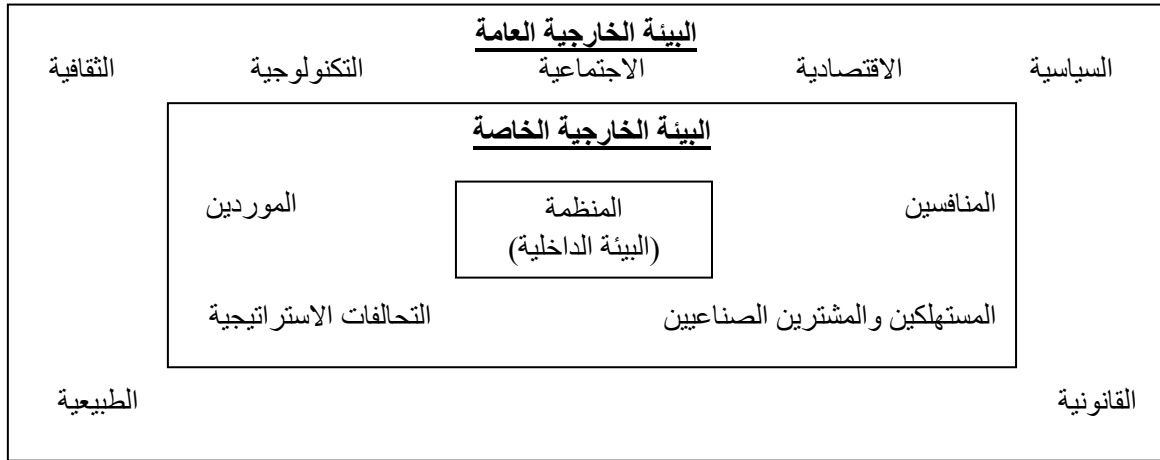 البيئة الخارجية العامة
السياسية الاقتصادية الاجتماعية التكنولوجية الثقافية
البيئة الخارجية الخاصة
المنافسين المنظمة الموردين
(البيئة الداخلية)
المستهلكين والمشترين الصناعيين التحالفات الاستراتيجية
القانونية الطبيعية